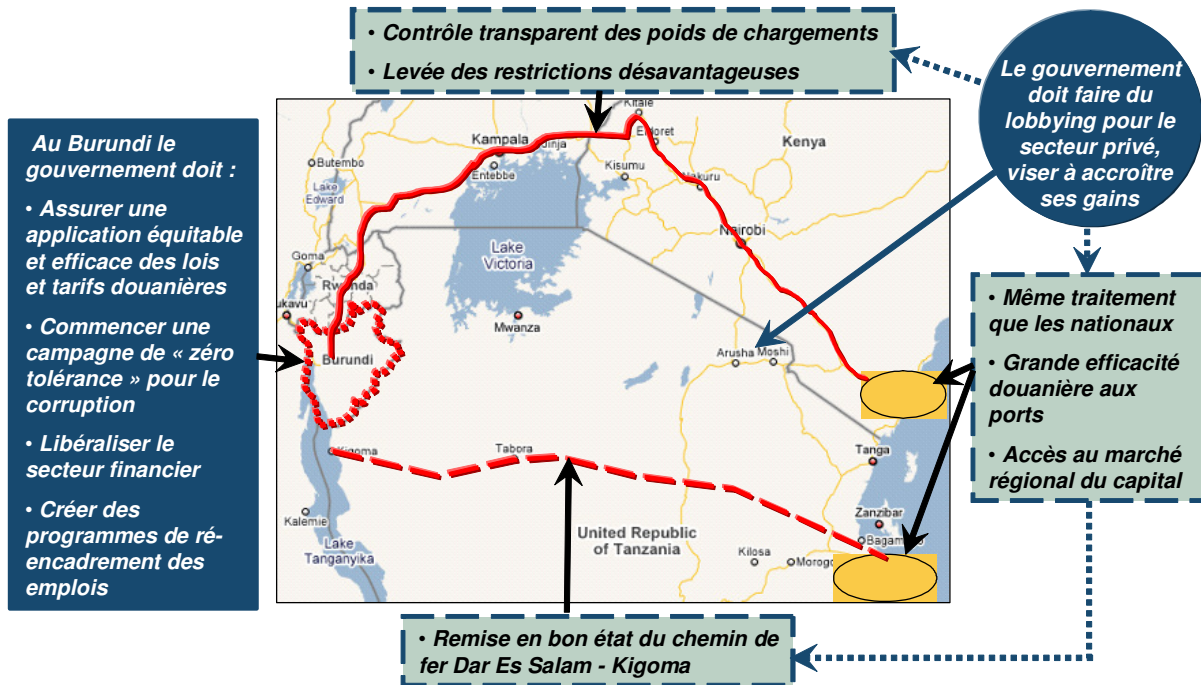 • Contrôle transparent des poids de chargements
• Levée des restrictions désavantageuses
Le gouvernement
doit faire du
lobbying pour le
secteur privé,
viser à accroître
ses gains
Au Burundi le
gouvernement doit :
• Assurer une
application équitable
et efficace des lois
et tarifs douanières
• Commencer une
campagne de « zéro
tolérance » pour le
corruption
• Libéraliser le
secteur financier
• Créer des
programmes de ré-
encadrement des
emplois
Kitale
Eldoret
Kenya
Kampala
Jinja
Butembo
Entebbe
Kisumu
Lake
Edward
Nakuru
Nairobi
Lake
Victoria
Goma
Rwanda
ukavu
Mwanza
Burundi
Arusha
Moshi
Kigoma
Tabora
Tanga
Zanzibar
Kalemie
United Republic
of Tanzania
Lake
Tanganyika
Kilosa
Morogo
Bagamoyo
• Même traitement
que les nationaux
• Grande efficacité
douanière aux
ports
• Accès au marché
régional du capital
• Remise en bon état du chemin de
fer Dar Es Salam - Kigoma